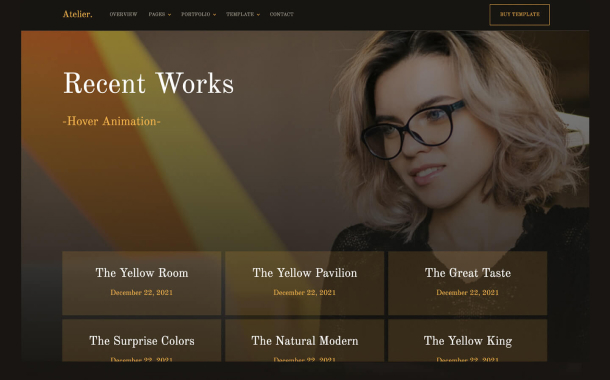 Atelier. OVERVIEW PAGES PORTFOLIO TEMPLATE CONTACT BUY TEMPLATE
Recent Works
-Hover Animation-
The Yellow Room The Yellow Pavilion The Great Taste
December 22, 2021 December 22, 2021 December 22, 2021
The Surprise Colors The Natural Modern The Yellow King
December 22, 2021 December 22, 2021 December 22, 2021